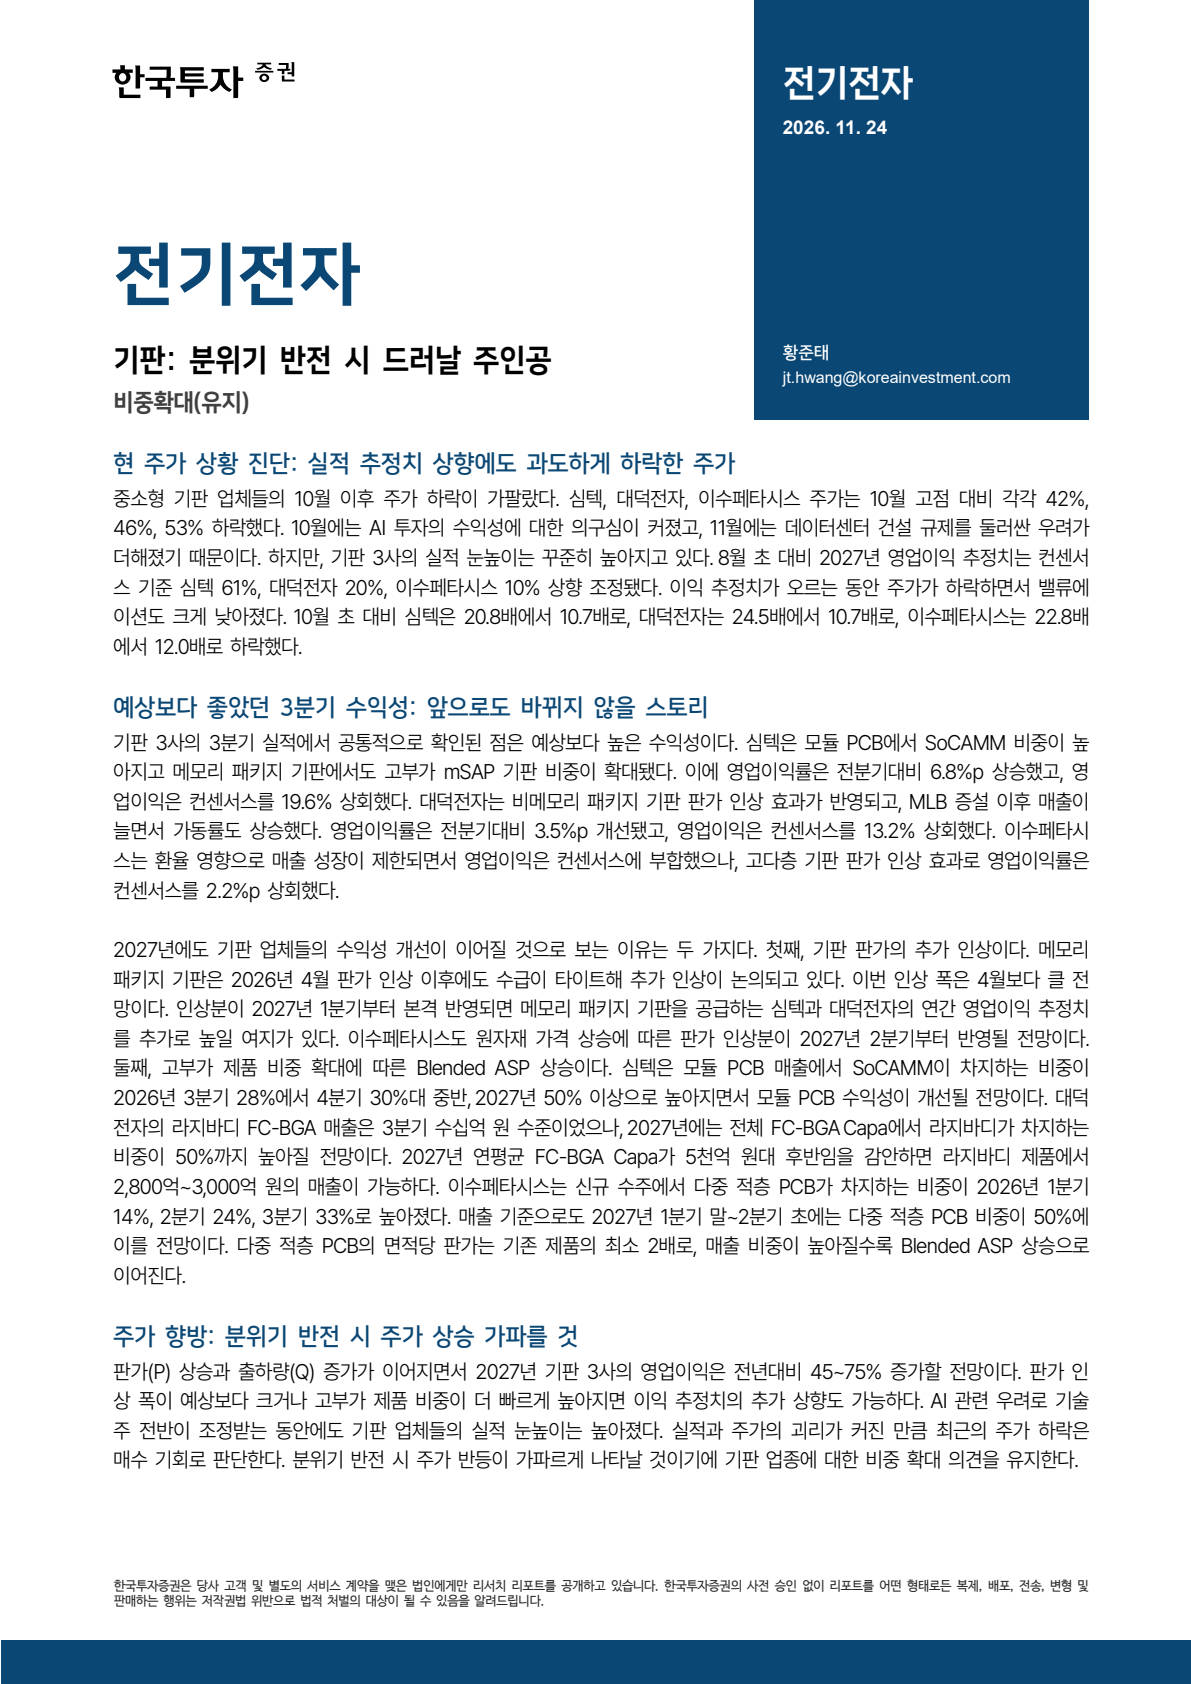 한국투자 증권
전기전자
2026. 11. 24
전기전자
기판: 분위기 반전 시 드러날 주인공
비중확대(유지)
황준태
jt.hwang@koreainvestment.com
현 주가 상황 진단: 실적 추정치 상향에도 과도하게 하락한 주가
중소형 기판 업체들의 10월 이후 주가 하락이 가팔랐다. 심텍, 대덕전자, 이수페타시스 주가는 10월 고점 대비 각각 42%,
46%, 53% 하락했다. 10월에는 AI 투자의 수익성에 대한 의구심이 커졌고, 11월에는 데이터센터 건설 규제를 둘러싼 우려가
더해졌기 때문이다. 하지만, 기판 3사의 실적 눈높이는 꾸준히 높아지고 있다. 8월 초 대비 2027년 영업이익 추정치는 컨센서
스 기준 심텍 61%, 대덕전자 20%, 이수페타시스 10% 상향 조정됐다. 이익 추정치가 오르는 동안 주가가 하락하면서 밸류에
이션도 크게 낮아졌다. 10월 초 대비 심텍은 20.8배에서 10.7배로, 대덕전자는 24.5배에서 10.7배로, 이수페타시스는 22.8배
에서 12.0배로 하락했다.
예상보다 좋았던 3분기 수익성: 앞으로도 바뀌지 않을 스토리
기판 3사의 3분기 실적에서 공통적으로 확인된 점은 예상보다 높은 수익성이다. 심텍은 모듈 PCB에서 SoCAMM 비중이 높
아지고 메모리 패키지 기판에서도 고부가 mSAP 기판 비중이 확대됐다. 이에 영업이익률은 전분기대비 6.8%p 상승했고, 영
업이익은 컨센서스를 19.6% 상회했다. 대덕전자는 비메모리 패키지 기판 판가 인상 효과가 반영되고, MLB 증설 이후 매출이
늘면서 가동률도 상승했다. 영업이익률은 전분기대비 3.5%p 개선됐고, 영업이익은 컨센서스를 13.2% 상회했다. 이수페타시
스는 환율 영향으로 매출 성장이 제한되면서 영업이익은 컨센서스에 부합했으나, 고다층 기판 판가 인상 효과로 영업이익률은
컨센서스를 2.2%p 상회했다.
2027년에도 기판 업체들의 수익성 개선이 이어질 것으로 보는 이유는 두 가지다. 첫째, 기판 판가의 추가 인상이다. 메모리
패키지 기판은 2026년 4월 판가 인상 이후에도 수급이 타이트해 추가 인상이 논의되고 있다. 이번 인상 폭은 4월보다 클 전
망이다. 인상분이 2027년 1분기부터 본격 반영되면 메모리 패키지 기판을 공급하는 심텍과 대덕전자의 연간 영업이익 추정치
를 추가로 높일 여지가 있다. 이수페타시스도 원자재 가격 상승에 따른 판가 인상분이 2027년 2분기부터 반영될 전망이다.
둘째, 고부가 제품 비중 확대에 따른 Blended ASP 상승이다. 심텍은 모듈 PCB 매출에서 SoCAMM이 차지하는 비중이
2026년 3분기 28%에서 4분기 30%대 중반, 2027년 50% 이상으로 높아지면서 모듈 PCB 수익성이 개선될 전망이다. 대덕
전자의 라지바디 FC-BGA 매출은 3분기 수십억 원 수준이었으나, 2027년에는 전체 FC-BGA Capa에서 라지바디가 차지하는
비중이 50%까지 높아질 전망이다. 2027년 연평균 FC-BGA Capa가 5천억 원대 후반임을 감안하면 라지바디 제품에서
2,800억~3,000억 원의 매출이 가능하다. 이수페타시스는 신규 수주에서 다중 적층 PCB가 차지하는 비중이 2026년 1분기
14%, 2분기 24%, 3분기 33%로 높아졌다. 매출 기준으로도 2027년 1분기 말~2분기 초에는 다중 적층 PCB 비중이 50%에
이를 전망이다. 다중 적층 PCB의 면적당 판가는 기존 제품의 최소 2배로, 매출 비중이 높아질수록 Blended ASP 상승으로
이어진다.
주가 향방: 분위기 반전 시 주가 상승 가파를 것
판가(P) 상승과 출하량(Q) 증가가 이어지면서 2027년 기판 3사의 영업이익은 전년대비 45~75% 증가할 전망이다. 판가 인
상 폭이 예상보다 크거나 고부가 제품 비중이 더 빠르게 높아지면 이익 추정치의 추가 상향도 가능하다. AI 관련 우려로 기술
주 전반이 조정받는 동안에도 기판 업체들의 실적 눈높이는 높아졌다. 실적과 주가의 괴리가 커진 만큼 최근의 주가 하락은
매수 기회로 판단한다. 분위기 반전 시 주가 반등이 가파르게 나타날 것이기에 기판 업종에 대한 비중 확대 의견을 유지한다.
한국투자증권은 당사 고객 및 별도의 서비스 계약을 맺은 법인에게만 리서치 리포트를 공개하고 있습니다. 한국투자증권의 사전 승인 없이 리포트를 어떤 형태로든 복제, 배포, 전송, 변형 및
판매하는 행위는 저작권법 위반으로 법적 처벌의 대상이 될 수 있음을 알려드립니다.